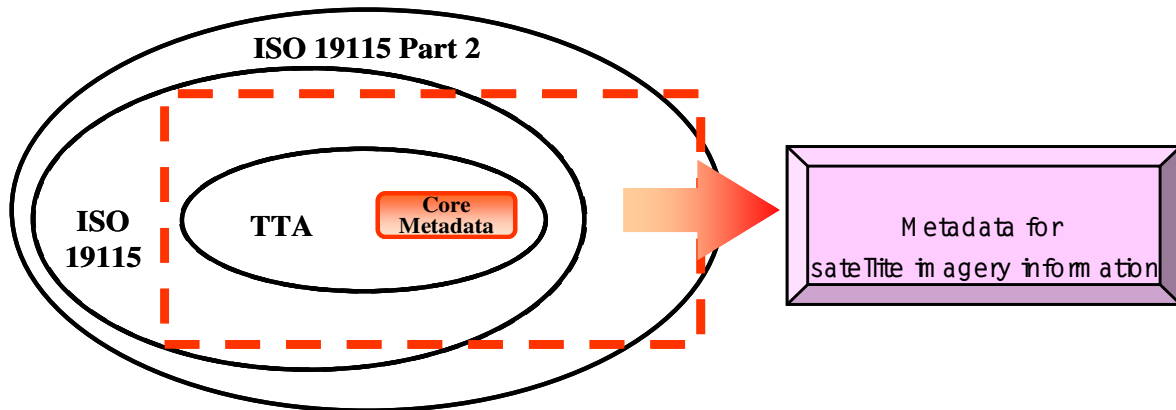 ISO 19115 Part 2
ISO
19115
TTA
Core
Metadata
Metadata for
satellite imagery information